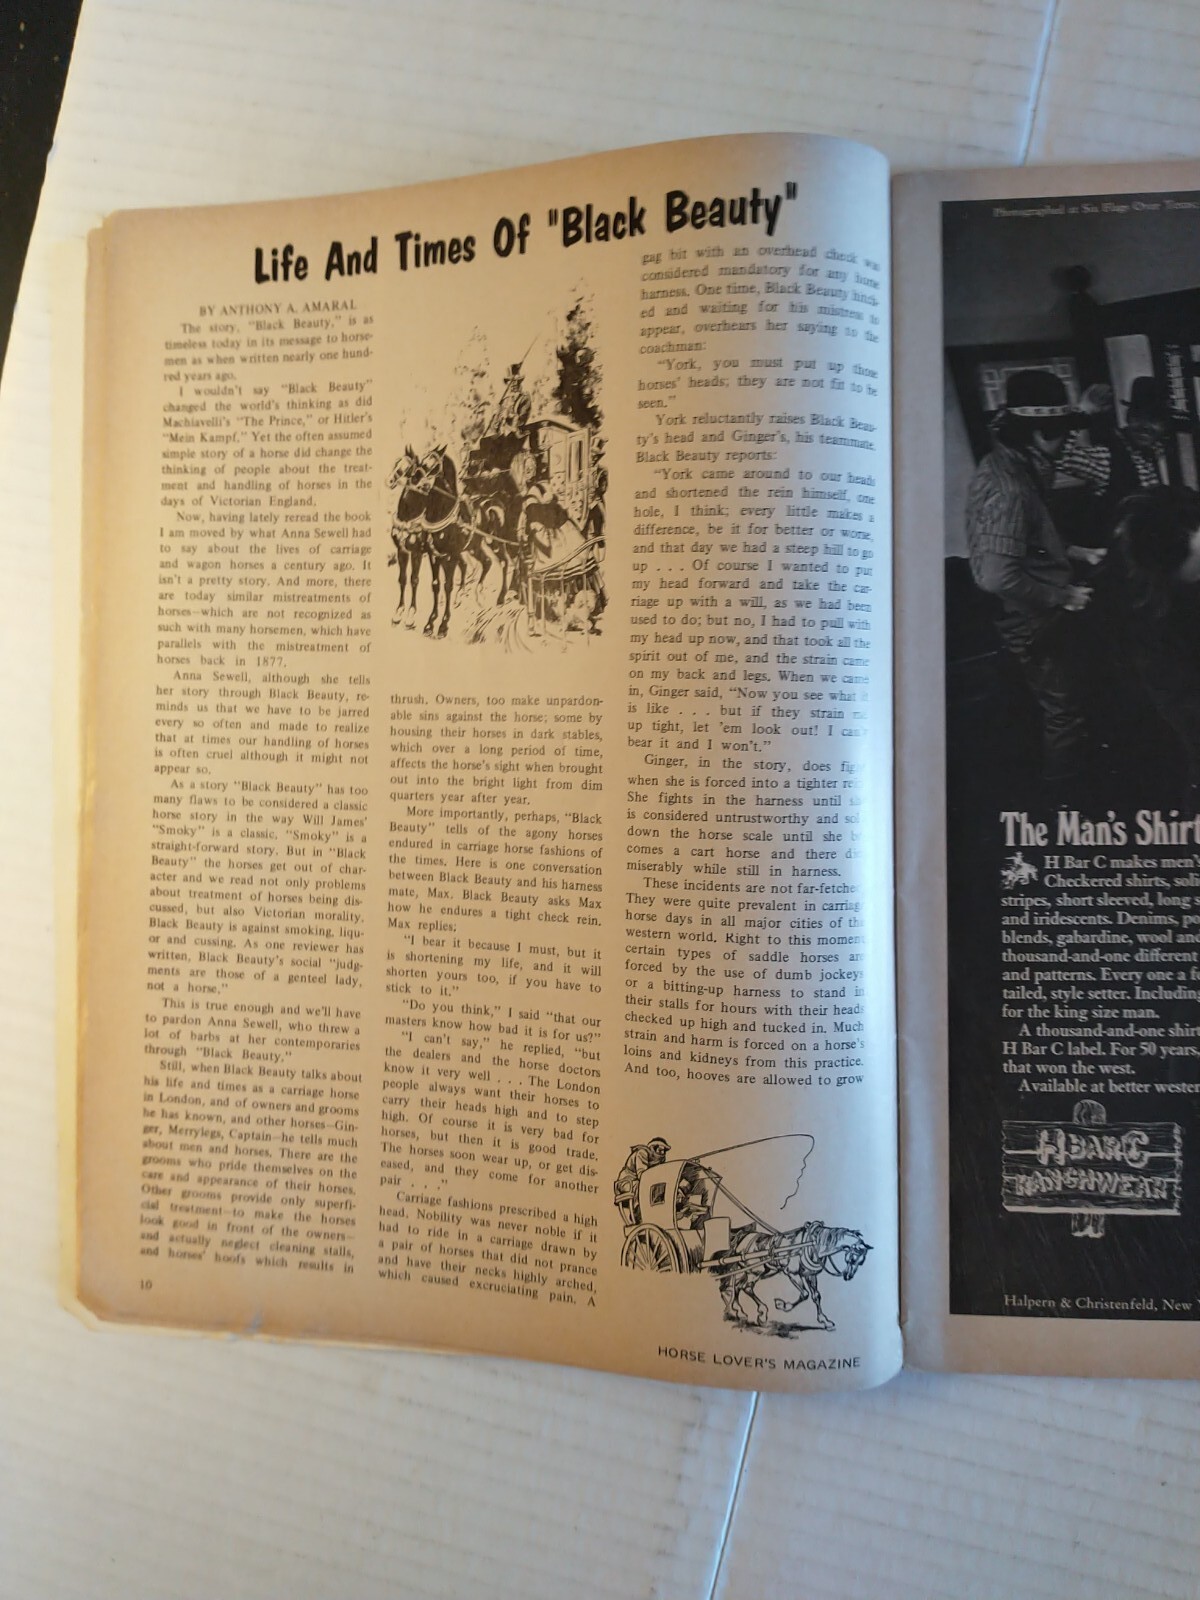 Life And Times Of "Black Beauty"
BY ANTHONY A. AMARAL
The story, "Black Beauty," is as
timeless today in its message to horse-
men as when written nearly one hund-
red years ago.
I wouldn't say "Black Beauty"
changed the world's thinking as did
Machiavelli's "The Prince," or Hitler's
"Mein Kampf." Yet the often assumed
simple story of a horse did change the
thinking of people about the treat-
ment and handling of horses in the
days of Victorian England.
Now, having lately reread the book
I am moved by what Anna Sewell had
to say about the lives of carriage
and wagon horses a century ago. It
isn't a pretty story. And more, there
are today similar mistreatments of
horses—which are not recognized as
such with many horsemen, which have
parallels with the mistreatment of
horses back in 1877.
Anna Sewell, although she tells
her story through Black Beauty, re-
minds us that we have to be jarred
every so often and made to realize
that at times our handling of horses
is often cruel although it might not
appear so.
As a story "Black Beauty" has too
many flaws to be considered a classic
horse story in the way Will James'
"Smoky" is a classic. "Smoky" is a
straight-forward story. But in "Black
Beauty" the horses get out of char-
acter and we read not only problems
about treatment of horses being dis-
cussed, but also Victorian morality.
Black Beauty is against smoking, liqu-
or and cussing. As one reviewer has
written, Black Beauty's social "judg-
ments are those of a genteel lady,
not a horse."
This is true enough and we'll have
to pardon Anna Sewell, who threw a
lot of barbs at her contemporaries
through "Black Beauty."
Still, when Black Beauty talks about
his life and times as a carriage horse
in London, and of owners and grooms
he has known, and other horses—Gin-
ger, Merrylegs, Captain—he tells much
about men and horses. There are the
grooms who pride themselves on the
care and appearance of their horses.
Other grooms provide only superfi-
cial treatment—to make the horses
look good in front of the owners—
and actually neglect cleaning stalls,
and horses' hoofs which results in
thrush. Owners, too make unpardon-
able sins against the horse; some by
housing their horses in dark stables,
which over a long period of time,
affects the horse's sight when brought
out into the bright light from dim
quarters year after year.
More importantly, perhaps, "Black
Beauty" tells of the agony horses
endured in carriage horse fashions of
the times. Here is one conversation
between Black Beauty and his harness
mate, Max. Black Beauty asks Max
how he endures a tight check rein.
Max replies:
"I bear it because I must, but it
is shortening my life, and it will
shorten yours too, if you have to
stick to it."
"Do you think," I said "that our
masters know how bad it is for us?"
"I can't say," he replied, "but
the dealers and the horse doctors
know it very well . . . The London
people always want their horses to
carry their heads high and to step
high. Of course it is very bad for
horses, but then it is good trade.
The horses soon wear up, or get dis-
eased, and they come for another
pair . . ."
Carriage fashions prescribed a high
head. Nobility was never noble if it
had to ride in a carriage drawn by
a pair of horses that did not prance
and have their necks highly arched,
which caused excruciating pain. A
gag bit with an overhead check was
considered mandatory for any horse
harness. One time, Black Beauty hitch-
ed and waiting for his mistress to
appear, overhears her saying to the
coachman:
"York, you must put up those
horses' heads; they are not fit to be
seen."
York reluctantly raises Black Beau-
ty's head and Ginger's, his teammate.
Black Beauty reports:
"York came around to our heads
and shortened the rein himself, one
hole, I think; every little makes a
difference, be it for better or worse,
and that day we had a steep hill to go
up . . . Of course I wanted to put
my head forward and take the car-
riage up with a will, as we had been
used to do; but no, I had to pull with
my head up now, and that took all the
spirit out of me, and the strain came
on my back and legs. When we came
in, Ginger said, "Now you see what it
is like . . . but if they strain me
up tight, let 'em look out! I can't
bear it and I won't."
Ginger, in the story, does
when she is forced into a tighter
She fights in the harness until
is considered untrustworthy and
down the horse scale until she
comes a cart horse and there
miserably while still in harness.
These incidents are not far-fetched
They were quite prevalent in carriage
horse days in all major cities of the
western world. Right to this moment
certain types of saddle horses are
forced by the use of dumb jockeys
or a bitting-up harness to stand in
their stalls for hours with their heads
checked up high and tucked in. Much
strain and harm is forced on a horse's
loins and kidneys from this practice.
And too, hooves are allowed to grow
10
HORSE LOVER'S MAGAZINE
Photographed at Six Flags Over
The Man's Shirt
H Bar C makes men's
Checkered shirts,
stripes, short sleeved, long
and iridescents. Denims,
blends, gabardine, wool and
thousand-and-one different
and patterns. Every one a
tailed, style setter. Including
for the king size man.
A thousand-and-one
H Bar C label. For 50 years.
that won the west.
Available at better
H BAR C
RANCHWEAR
Halpern & Christenfeld, New